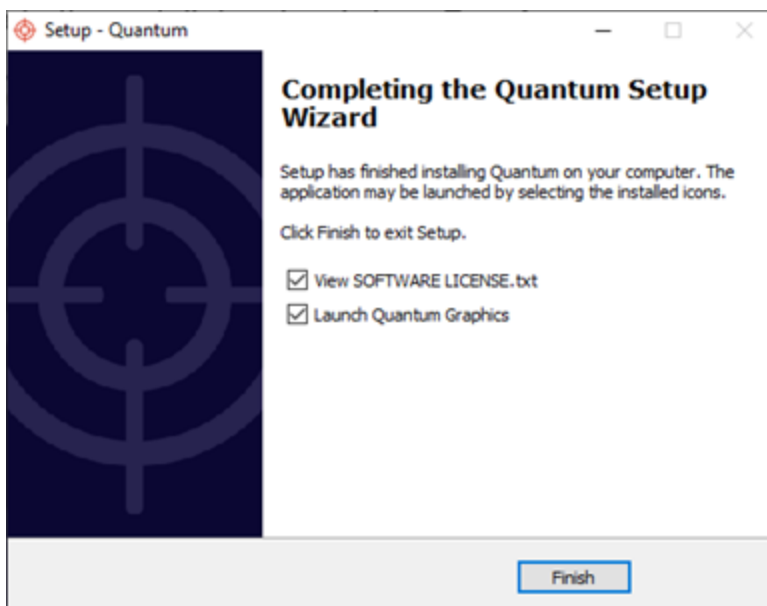 Setup - Quantum
Completing the Quantum Setup
Wizard
Setup has finished installing Quantum on your computer. The
application may be launched by selecting the installed icons.
Click Finish to exit Setup.
View SOFTWARE LICENSE.txt
Launch Quantum Graphics
Finish